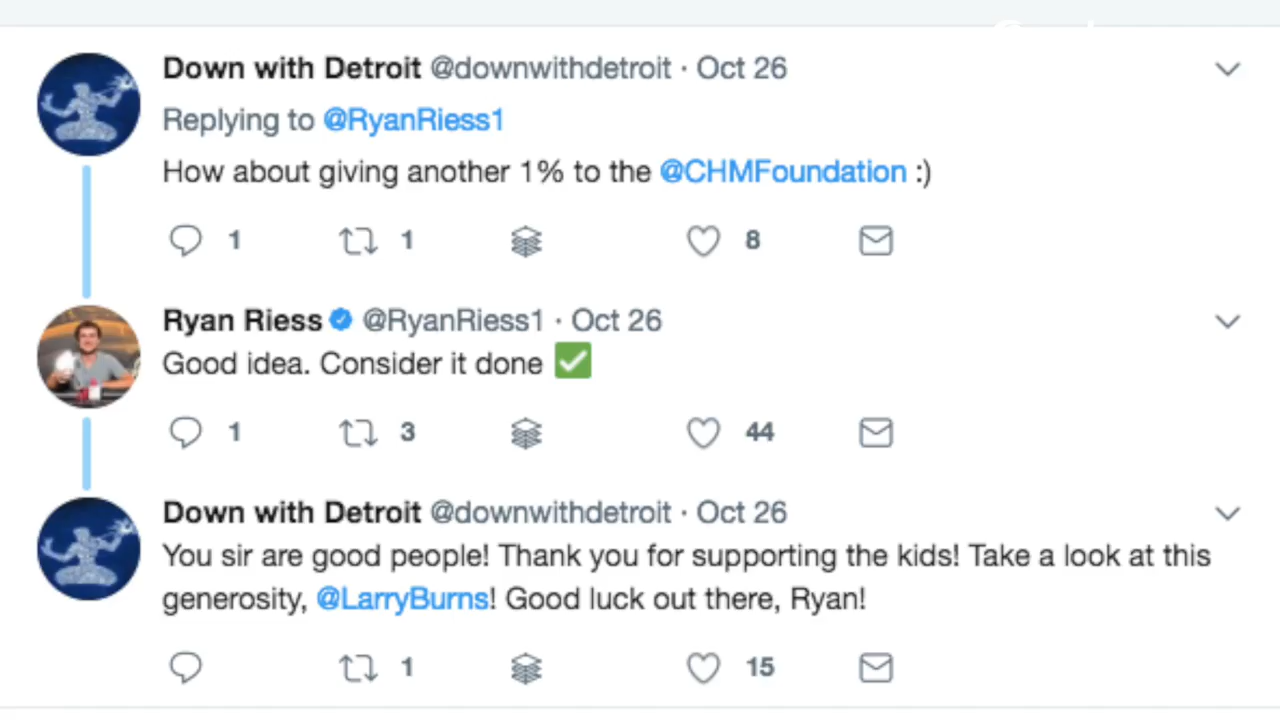 Down with Detroit @downwithdetroit · Oct 26
Replying to @RyanRiess1
How about giving another 1% to the @CHMFoundation :)
1 1 8
Ryan Riess @RyanRiess1 · Oct 26
Good idea. Consider it done ✅
1 3 44
Down with Detroit @downwithdetroit · Oct 26
You sir are good people! Thank you for supporting the kids! Take a look at this
generosity, @LarryBurns! Good luck out there, Ryan!
1 15